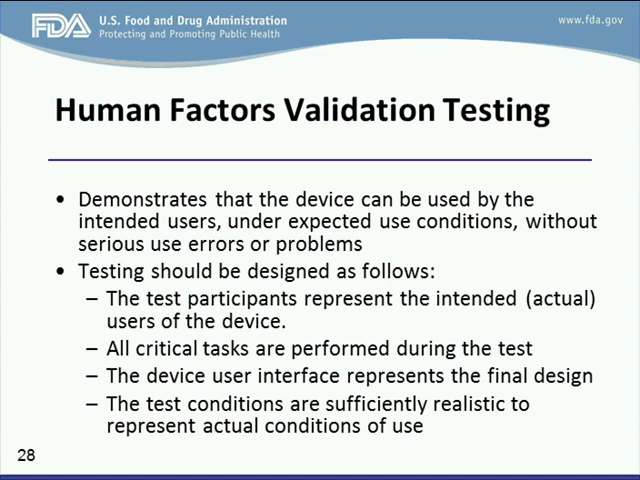 FDA U.S. Food and Drug Administration
Protecting and Promoting Public Health
www.fda.gov
Human Factors Validation Testing
• Demonstrates that the device can be used by the
intended users, under expected use conditions, without
serious use errors or problems
• Testing should be designed as follows:
– The test participants represent the intended (actual)
users of the device.
– All critical tasks are performed during the test
– The device user interface represents the final design
– The test conditions are sufficiently realistic to
represent actual conditions of use
28